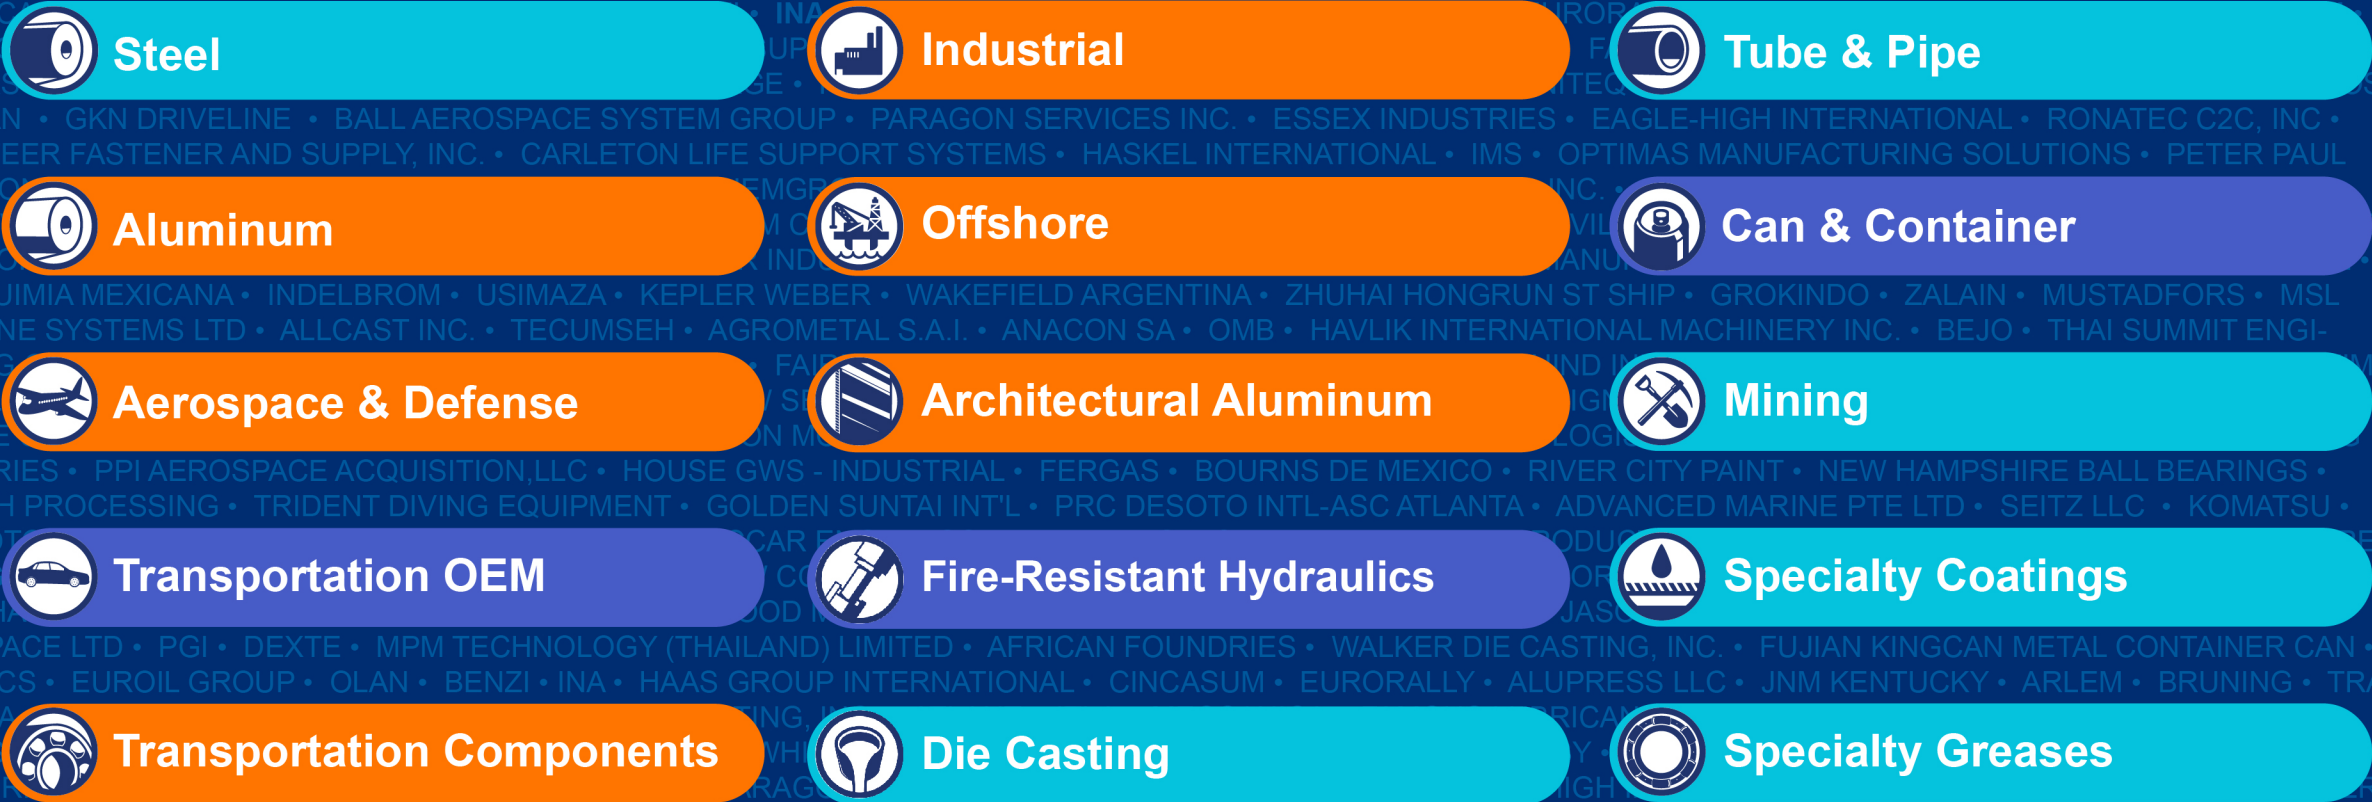 Steel
Industrial
Tube & Pipe
N • GKN DRIVELINE • BALL AEROSPACE SYSTEM GROUP • PARAGON SERVICES INC. • ESSEX INDUSTRIES • EAGLE-HIGH INTERNATIONAL • RONATEC C2C, INC •
EER FASTENER AND SUPPLY, INC. • CARLETON LIFE SUPPORT SYSTEMS • HASKEL INTERNATIONAL • IMS • OPTIMAS MANUFACTURING SOLUTIONS • PETER PAUL
Aluminum
Offshore
Can & Container
UIMIA MEXICANA • INDELBROM • USIMAZA • KEPLER WEBER • WAKEFIELD ARGENTINA • ZHUHAI HONGRUN ST SHIP • GROKINDO • ZALAIN • MUSTADFORS • MSL
NE SYSTEMS LTD • ALLCAST INC. • TECUMSEH • AGROMETAL S.A.I. • ANACON SA • OMB • HAVLIK INTERNATIONAL MACHINERY INC. • BEJO • THAI SUMMIT ENGI-
Aerospace & Defense
Architectural Aluminum
Mining
RIES • PPI AEROSPACE ACQUISITION,LLC • HOUSE GWS - INDUSTRIAL • FERGAS • BOURNS DE MEXICO • RIVER CITY PAINT • NEW HAMPSHIRE BALL BEARINGS •
H PROCESSING • TRIDENT DIVING EQUIPMENT • GOLDEN SUNTAI INT'L • PRC DESOTO INTL-ASC ATLANTA • ADVANCED MARINE PTE LTD • SEITZ LLC • KOMATSU •
Transportation OEM
Fire-Resistant Hydraulics
Specialty Coatings
PACE LTD • PGI • DEXTE • MPM TECHNOLOGY (THAILAND) LIMITED • AFRICAN FOUNDRIES • WALKER DIE CASTING, INC. • FUJIAN KINGCAN METAL CONTAINER CAN •
CS • EUROIL GROUP • OLAN • BENZI • INA • HAAS GROUP INTERNATIONAL • CINCASUM • EURORALLY • ALUPRESS LLC • JNM KENTUCKY • ARLEM • BRUNING • TRA
Transportation Components
Die Casting
Specialty Greases